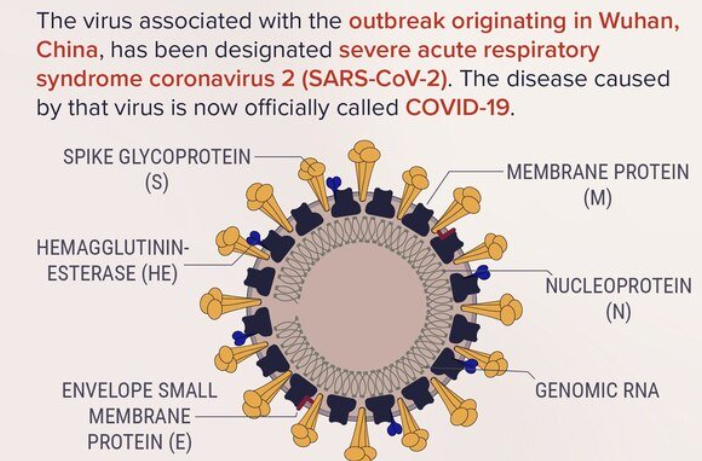 The virus associated with the outbreak originating in Wuhan,
China, has been designated severe acute respiratory
syndrome coronavirus 2 (SARS-CoV-2). The disease caused
by that virus is now officially called COVID-19.
SPIKE GLYCOPROTEIN
(S)
MEMBRANE PROTEIN
(M)
HEMAGGLUTININ-
ESTERASE (HE)
NUCLEOPROTEIN
(N)
ENVELOPE SMALL
MEMBRANE
PROTEIN (E)
GENOMIC RNA